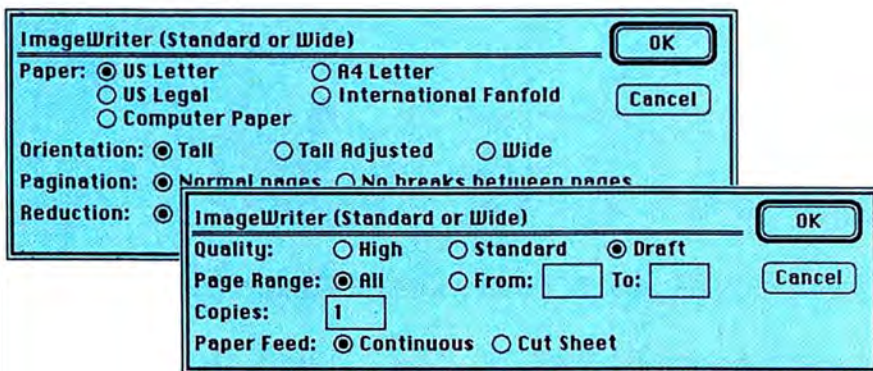 ImageWriter (Standard or Wide)
OK
Paper: US Letter A4 Letter
US Legal International Fanfold
Cancel
Computer Paper
Orientation: Tall Tall Adjusted Wide
Pagination: Normal pages No breaks between pages
Reduction:
ImageWriter (Standard or Wide)
OK
Quality: High Standard Draft
Page Range: All From: To:
Cancel
Copies: 1
Paper Feed: Continuous Cut Sheet